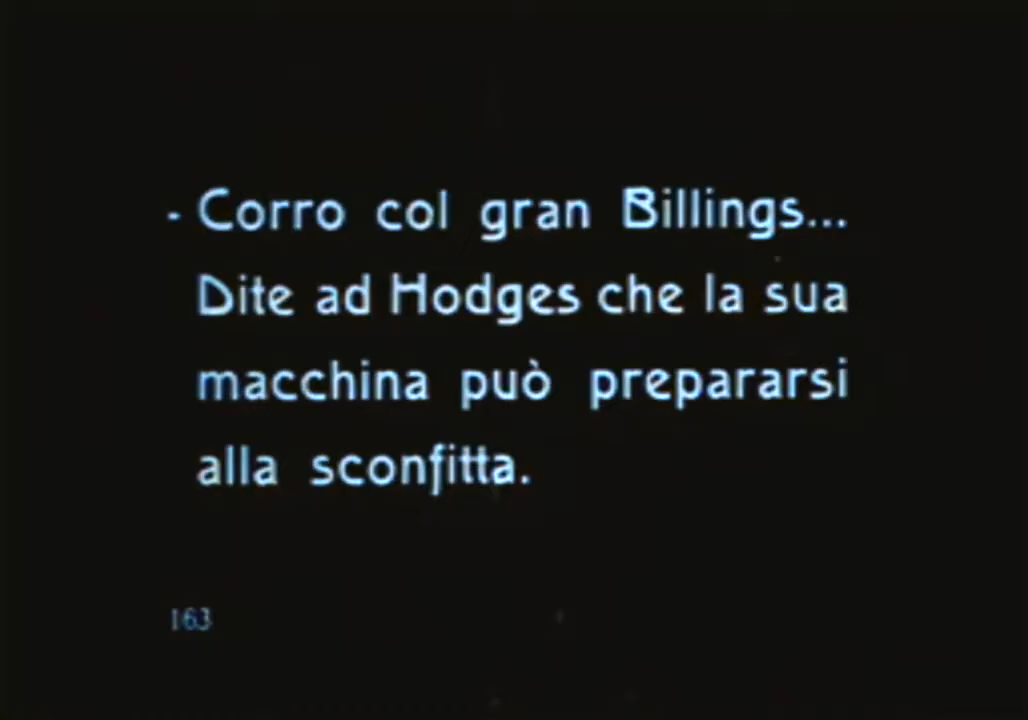 - Corro col gran Billings...
Dite ad Hodges che la sua
macchina può prepararsi
alla sconfitta.
163